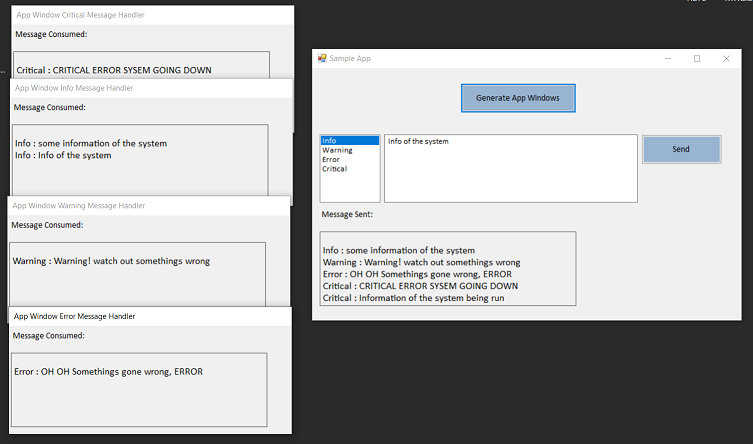 App Window Critical Message Handler
Message Consumed:
Critical : CRITICAL ERROR SYSEM GOING DOWN
App Window Info Message Handler
Message Consumed:
Info : some information of the system
Info : Info of the system
App Window Warning Message Handler
Message Consumed:
Warning : Warning! watch out somethings wrong
App Window Error Message Handler
Message Consumed:
Error : OH OH Somethings gone wrong, ERROR
Sample App
Generate App Windows
Info
Warning
Error
Critical
Info of the system
Send
Message Sent:
Info : some information of the system
Warning : Warning! watch out somethings wrong
Error : OH OH Somethings gone wrong, ERROR
Critical : CRITICAL ERROR SYSEM GOING DOWN
Critical : Information of the system being run